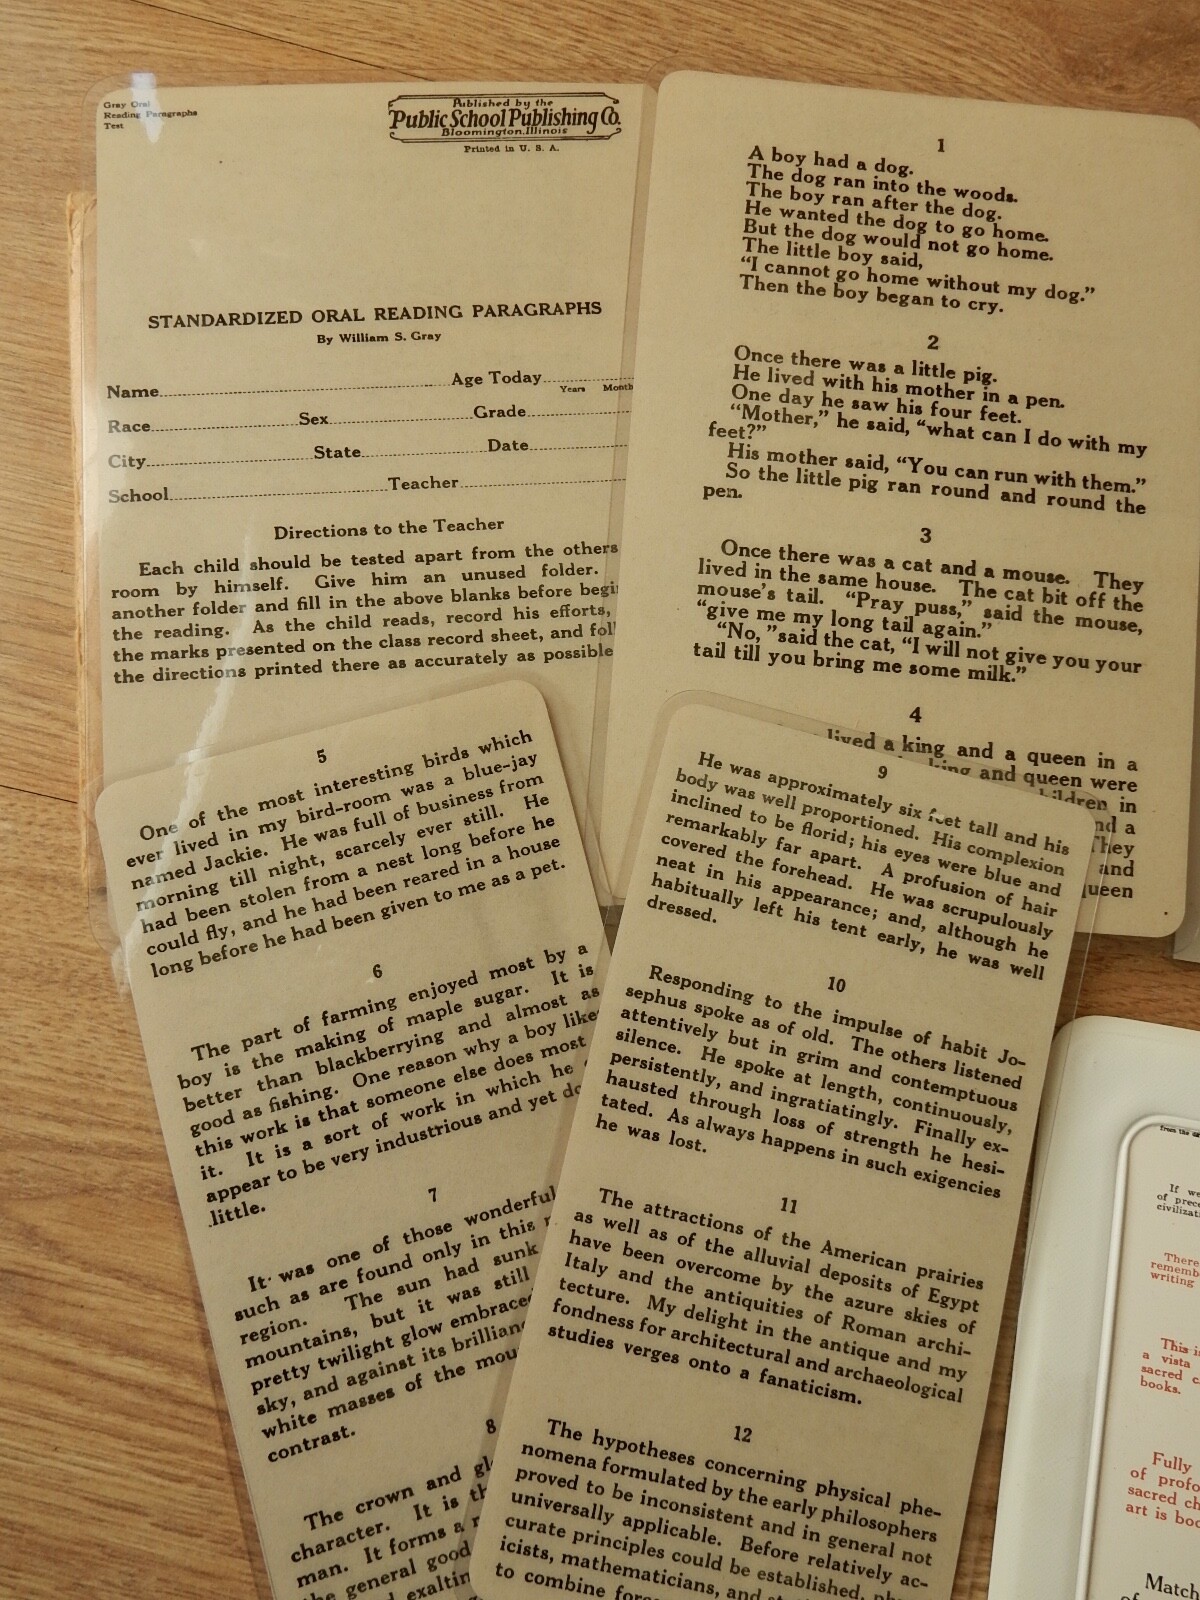 Gray Oral
Reading Paragraphs
Test
Published by the
Public School Publishing Co.
Bloomington, Illinois
Printed in U. S. A.
STANDARDIZED ORAL READING PARAGRAPHS
By William S. Gray
Name Age Today
Years Month
Race Sex Grade
City State Date
School Teacher
Directions to the Teacher
Each child should be tested apart from the others
room by himself. Give him an unused folder.
another folder and fill in the above blanks before
the reading. As the child reads, record his efforts,
the marks presented on the class record sheet, and
the directions printed there as accurately as possible
1
A boy had a dog.
The dog ran into the woods.
The boy ran after the dog.
He wanted the dog to go home.
But the dog would not go home.
The little boy said,
“I cannot go home without my dog.”
Then the boy began to cry.
2
Once there was a little pig.
He lived with his mother in a pen.
One day he saw his four feet.
“Mother,” he said, “what can I do with my
feet?”
His mother said, “You can run with them.”
So the little pig ran round and round the
pen.
3
Once there was a cat and a mouse. They
lived in the same house. The cat bit off the
mouse's tail. “Pray puss,” said the mouse,
“give me my long tail again.”
“No, ”said the cat, “I will not give you your
tail till you bring me some milk.”
4
lived a king and a queen in a
king and queen were
children in
and a
They
and
queen
5
One of the most interesting birds which
ever lived in my bird-room was a blue-jay
named Jackie. He was full of business from
morning till night, scarcely ever still. He
had been stolen from a nest long before he
could fly, and he had been reared in a house
long before he had been given to me as a pet.
6
The part of farming enjoyed most by a
boy is the making of maple sugar. It is
better than blackberrying and almost as
good as fishing. One reason why a boy likes
this work is that someone else does most
it. It is a sort of work in which he
appear to be very industrious and yet do
little.
7
It was one of those wonderful
such as are found only in this
region. The sun had sunk
mountains, but it was still
pretty twilight glow embraced
sky, and against its brilliance
white masses of the
contrast.
8
The crown and
character. It is
man. It forms a
the general good
exalting
9
He was approximately six feet tall and his
body was well proportioned. His complexion
inclined to be florid; his eyes were blue and
remarkably far apart. A profusion of hair
covered the forehead. He was scrupulously
neat in his appearance; and, although he
habitually left his tent early, he was well
dressed.
10
Responding to the impulse of habit Jo-
sephus spoke as of old. The others listened
attentively but in grim and contemptuous
silence. He spoke at length, continuously,
persistently, and ingratiatingly. Finally ex-
hausted through loss of strength he hesi-
tated. As always happens in such exigencies
he was lost.
11
The attractions of the American prairies
as well as of the alluvial deposits of Egypt
have been overcome by the azure skies of
Italy and the antiquities of Roman archi-
tecture. My delight in the antique and my
fondness for architectural and archaeological
studies verges onto a fanaticism.
12
The hypotheses concerning physical phe-
nomena formulated by the early philosophers
proved to be inconsistent and in general not
universally applicable. Before relatively ac-
curate principles could be established,
icists, mathematicians, and
to combine
from the
If we
of
There
writing
This is
a vista
sacred
books.
Fully
of
sacred
art is
Match
of